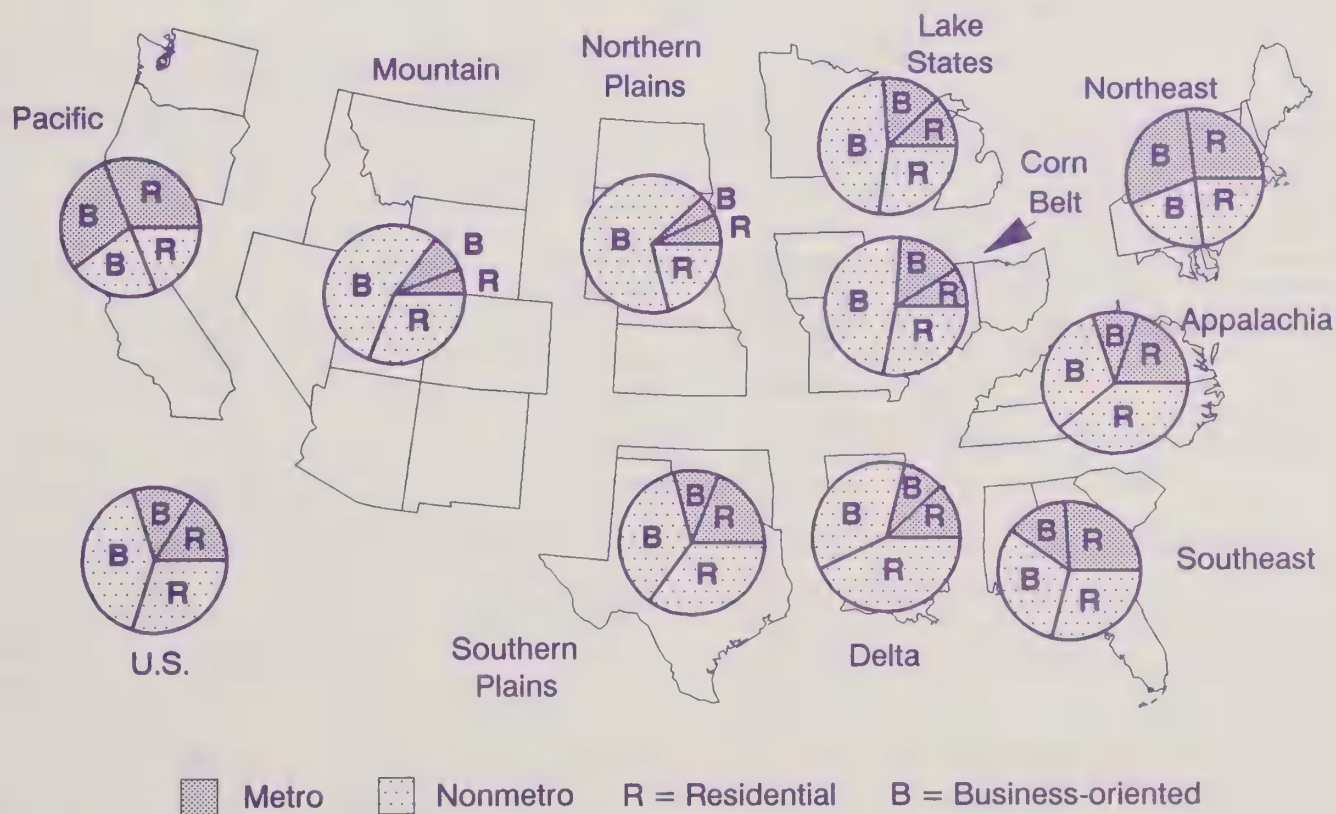 Pacific
B
R
B
R
Mountain
B
B
R
R
Northern
Plains
B
B
R
R
Lake
States
B
B
R
R
Corn
Belt
B
B
R
R
Northeast
B
R
B
R
Appalachia
B
B
R
R
U.S.
B
B
R
R
Southern
Plains
B
B
R
R
Delta
B
B
R
R
Southeast
B
R
B
R
Metro
Nonmetro
R = Residential
B = Business-oriented